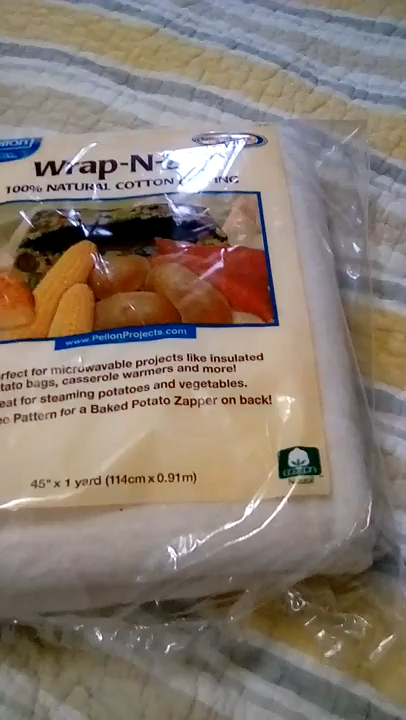 Wrap-N-
100% NATURAL COTTON
www.PellonProjects.com
rfect for microwavable projects like insulated
tato bags, casserole warmers and more!
eat for steaming potatoes and vegetables.
ee Pattern for a Baked Potato Zapper on back!
45" x 1 yard (114cm x 0.91m)
Natural